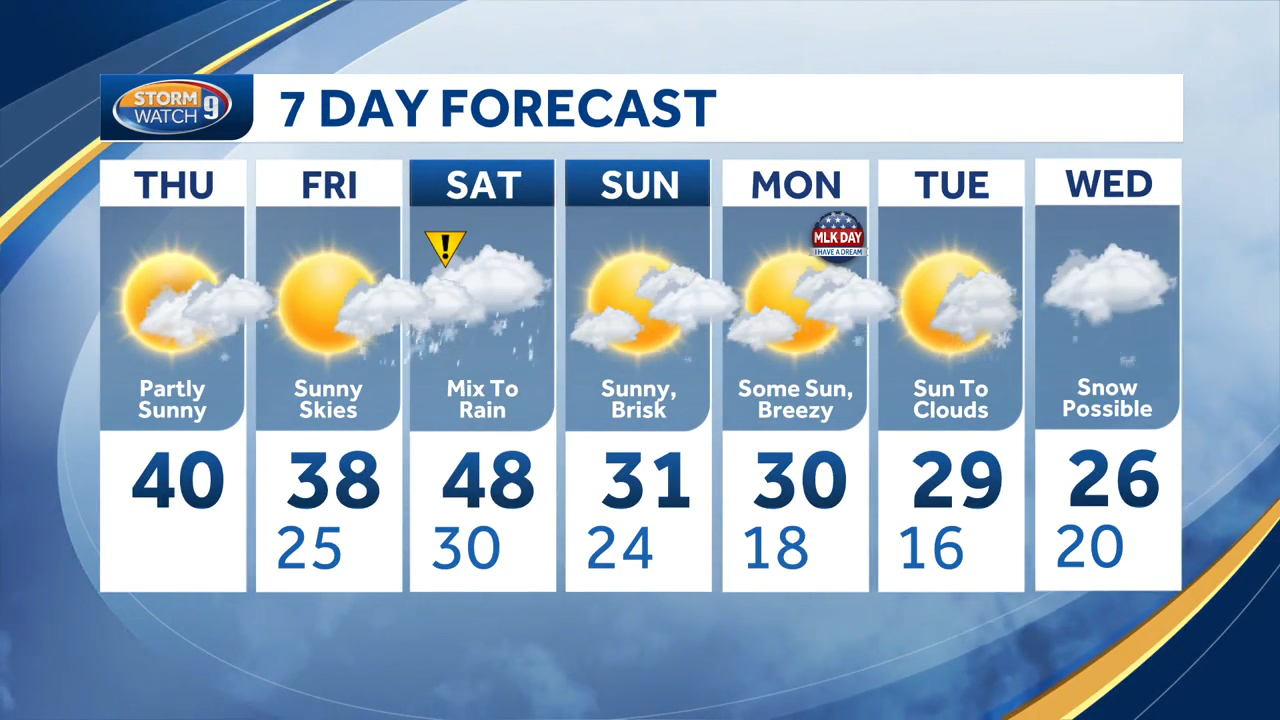 STORM
WATCH 9
7 DAY FORECAST
THU
FRI
SAT
SUN
MON
TUE
WED
!
MLK DAY
I HAVE A DREAM
Partly
Sunny
Sunny
Skies
Mix To
Rain
Sunny,
Brisk
Some Sun,
Breezy
Sun To
Clouds
Snow
Possible
40
38
48
31
30
29
26
25
30
24
18
16
20